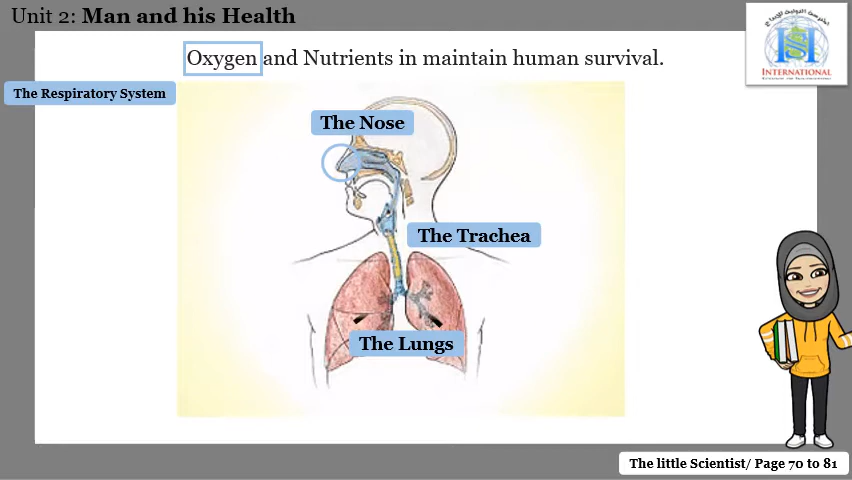 Unit 2: Man and his Health
Oxygen and Nutrients in maintain human survival.
INTERNATIONAL
The Respiratory System
The Nose
The Trachea
The Lungs
The little Scientist/ Page 70 to 81